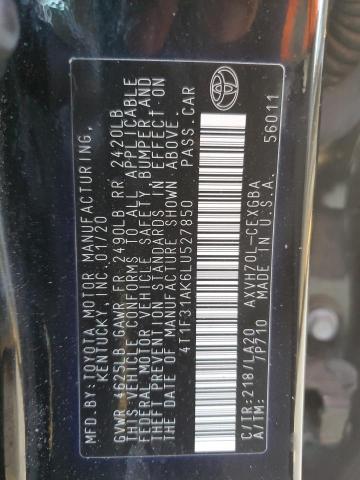 MFD.BY:TOYOTA MOTOR MANUFACTURING,
KENTUCKY, INC. 01/20
GVWR 4625LB GAWR FR 2490LB RR 2420LB
THIS VEHICLE CONFORMS TO ALL APPLICABLE
FEDERAL MOTOR VEHICLE SAFETY, BUMPER AND
THEFT PREVENTION STANDARDS IN EFFECT ON
THE DATE OF MANUFACTURE SHOWN ABOVE.
4T1F31AK6LU527850 PASS.CAR
C/TR:218/LA20 AXVH70L-CEXGBA
A/TM: /P710 MADE IN U.S.A.
56011